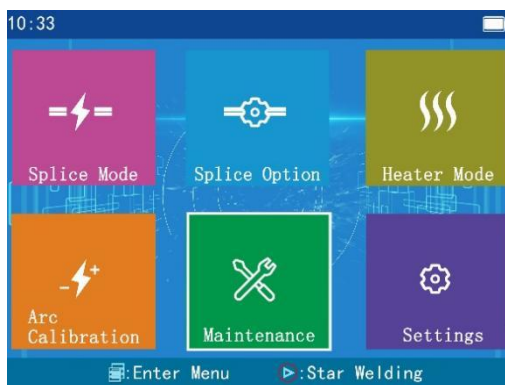 10:33
Splice Mode
Splice Option
Heater Mode
Arc
Calibration
Maintenance
Settings
:Enter Menu :Star Welding